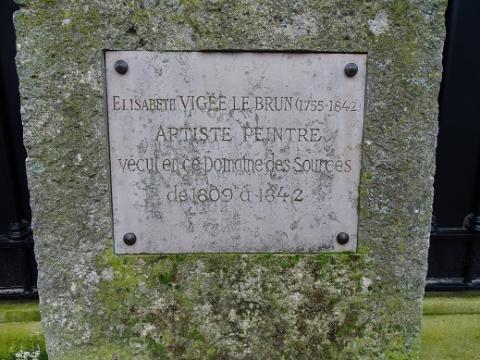 ELISABETH VIGÉE LE BRUN (1755-1842)
ARTISTE PEINTRE
vécut en ce Domaine des Sources
de 1809 à 1842